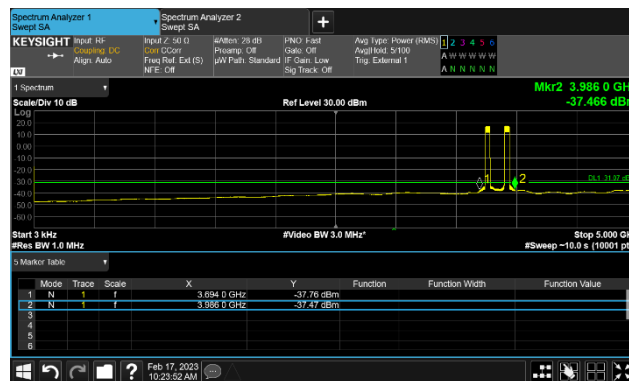 Spectrum Analyzer 1
Swept SA
Spectrum Analyzer 2
Swept SA
+
KEYSIGHT
Input: RF
Coupling: DC
Align: Auto
Input Z: 50 Ω
Corr CCorr
Freq Ref: Ext (S)
NFE: Off
#Atten: 28 dB
Preamp: Off
µW Path: Standard
PNO: Fast
Gate: Off
IF Gain: Low
Sig Track: Off
Avg Type: Power (RMS)
Avg|Hold: 5/100
Trig: External 1
1 2 3 4 5 6
A W W W W W
A N N N N N
LXI
1 Spectrum
Scale/Div 10 dB
Ref Level 30.00 dBm
Mkr2 3.986 0 GH
-37.466 dBr
Log
20.0
10.0
0.00
-10.0
-20.0
-30.0
-40.0
-50.0
-60.0
1
2
DL1 -31.07 dB
Start 3 kHz
#Video BW 3.0 MHz*
Stop 5.000 GH
#Res BW 1.0 MHz
#Sweep ~10.0 s (10001 pt
5 Marker Table
Mode Trace Scale X Y Function Function Width Function Value
1 N 1 f 3.694 0 GHz -37.76 dBm
2 N 1 f 3.986 0 GHz -37.47 dBm
3
4
5
6
?
Feb 17, 2023
10:23:52 AM